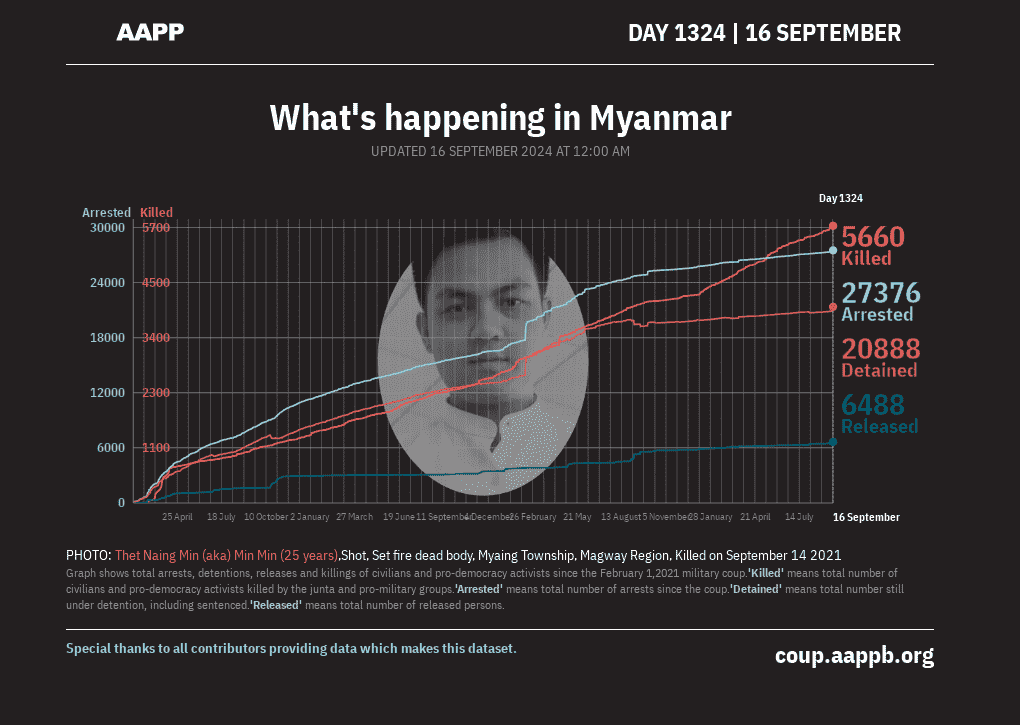 AAPP
DAY 1324 | 16 SEPTEMBER
What's happening in Myanmar
UPDATED 16 SEPTEMBER 2024 AT 12:00 AM
Day 1324
Arrested Killed
30000 5700
24000 4500
18000 3400
12000 2300
6000 1100
0
5660
Killed
27376
Arrested
20888
Detained
6488
Released
25 April 18 July 10 October 2 January 27 March 19 June 11 September 4 December 26 February 21 May 13 August 5 November 28 January 21 April 14 July 16 September
PHOTO: Thet Naing Min (aka) Min Min (25 years),Shot, Set fire dead body, Myaing Township, Magway Region, Killed on September 14 2021
Graph shows total arrests, detentions, releases and killings of civilians and pro-democracy activists since the February 1,2021 military coup.'Killed' means total number of
civilians and pro-democracy activists killed by the junta and pro-military groups.'Arrested' means total number of arrests since the coup.'Detained' means total number still
under detention, including sentenced.'Released' means total number of released persons.
Special thanks to all contributors providing data which makes this dataset.
coup.aappb.org